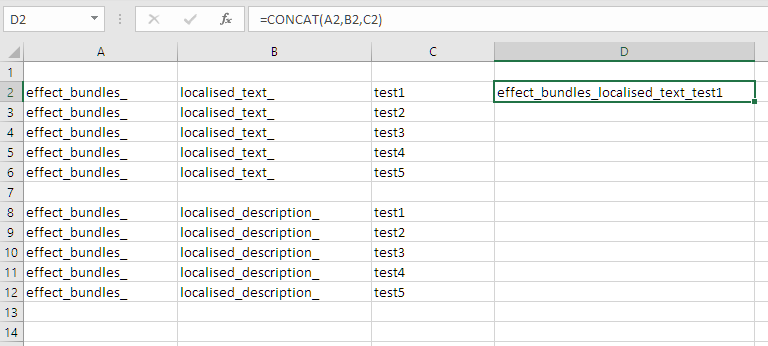 D2 =CONCAT(A2,B2,C2)
A B C D
1
2 effect_bundles_ localised_text_ test1 effect_bundles_localised_text_test1
3 effect_bundles_ localised_text_ test2
4 effect_bundles_ localised_text_ test3
5 effect_bundles_ localised_text_ test4
6 effect_bundles_ localised_text_ test5
7
8 effect_bundles_ localised_description_ test1
9 effect_bundles_ localised_description_ test2
10 effect_bundles_ localised_description_ test3
11 effect_bundles_ localised_description_ test4
12 effect_bundles_ localised_description_ test5
13
14